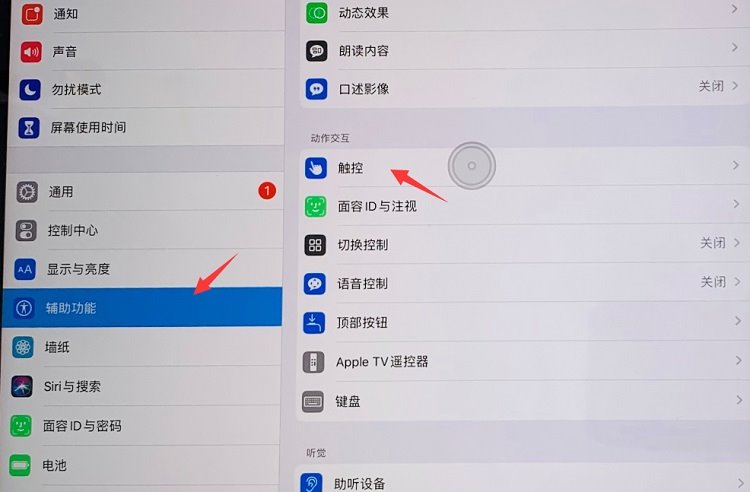 通知
声音
勿扰模式
屏幕使用时间
通用
1
控制中心
AA
显示与亮度
辅助功能
墙纸
Siri与搜索
面容ID与密码
电池
动态效果
朗读内容
口述影像
关闭
动作交互
触控
面容ID与注视
切换控制
关闭
语音控制
关闭
顶部按钮
Apple TV遥控器
键盘
听觉
助听设备